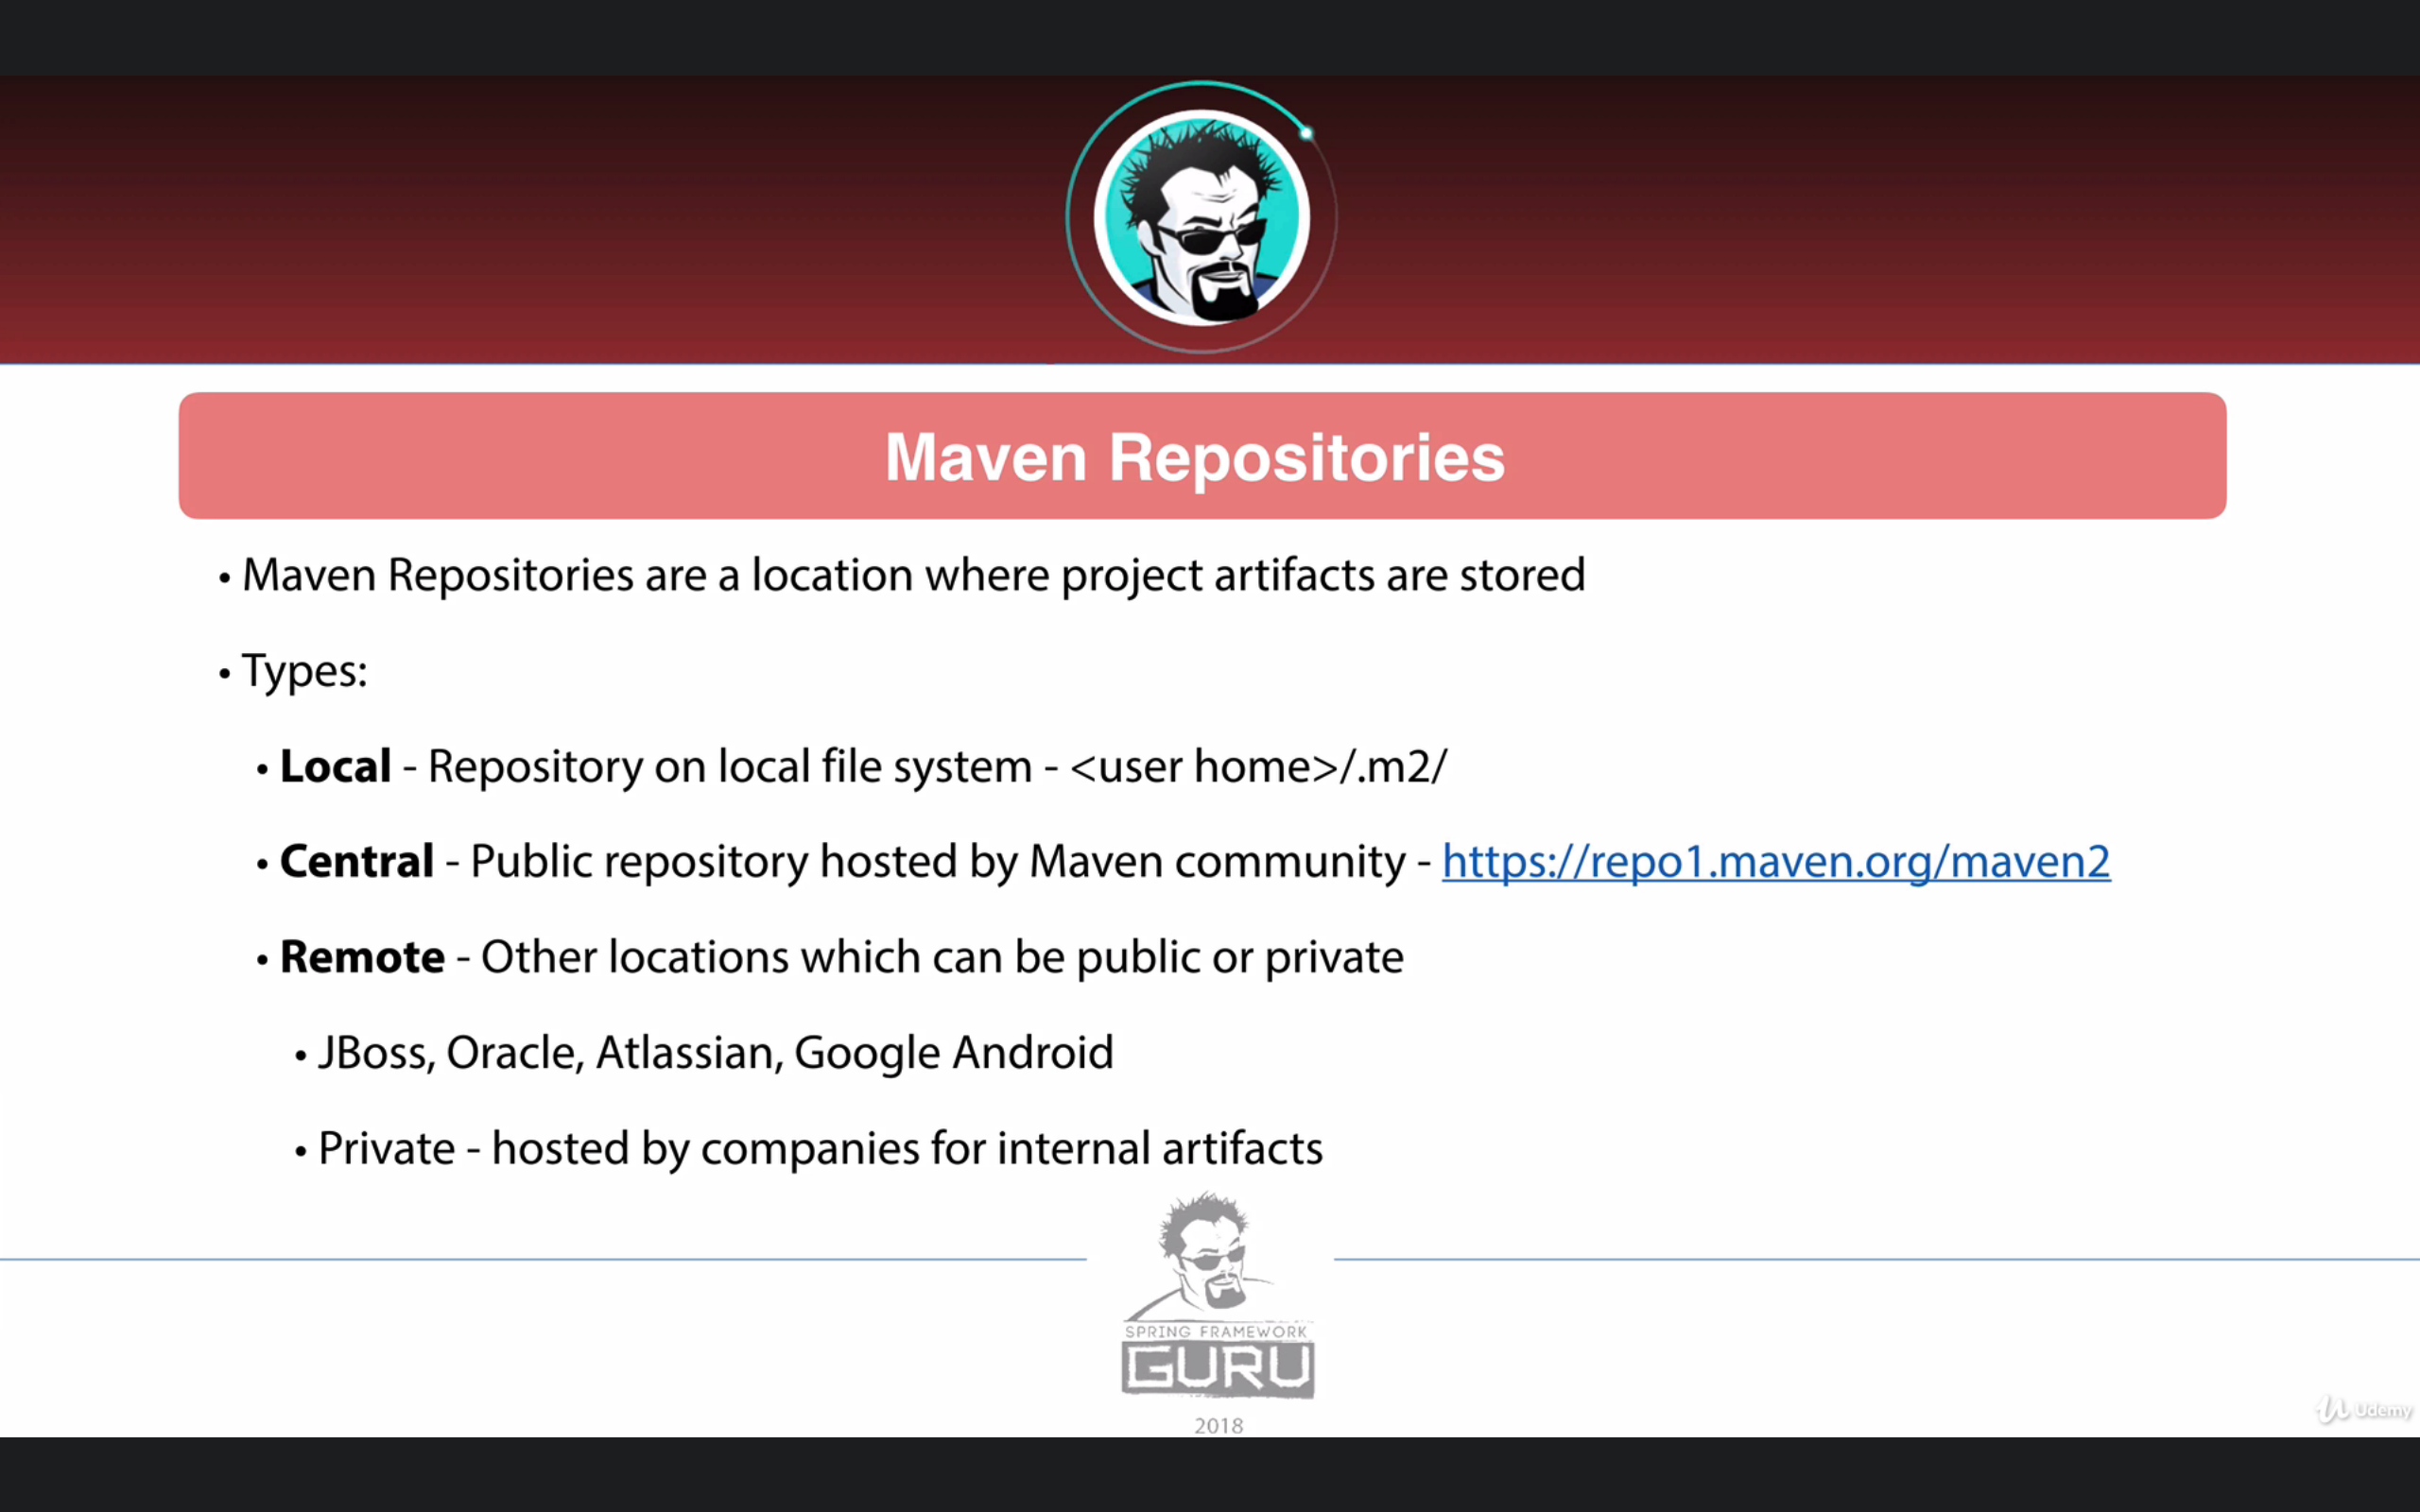 Maven Repositories
• Maven Repositories are a location where project artifacts are stored
• Types:
• Local - Repository on local file system - <user home>/.m2/
• Central - Public repository hosted by Maven community - https://repo1.maven.org/maven2
• Remote - Other locations which can be public or private
• JBoss, Oracle, Atlassian, Google Android
• Private - hosted by companies for internal artifacts
SPRING FRAMEWORK
GURU
2018
Udemy